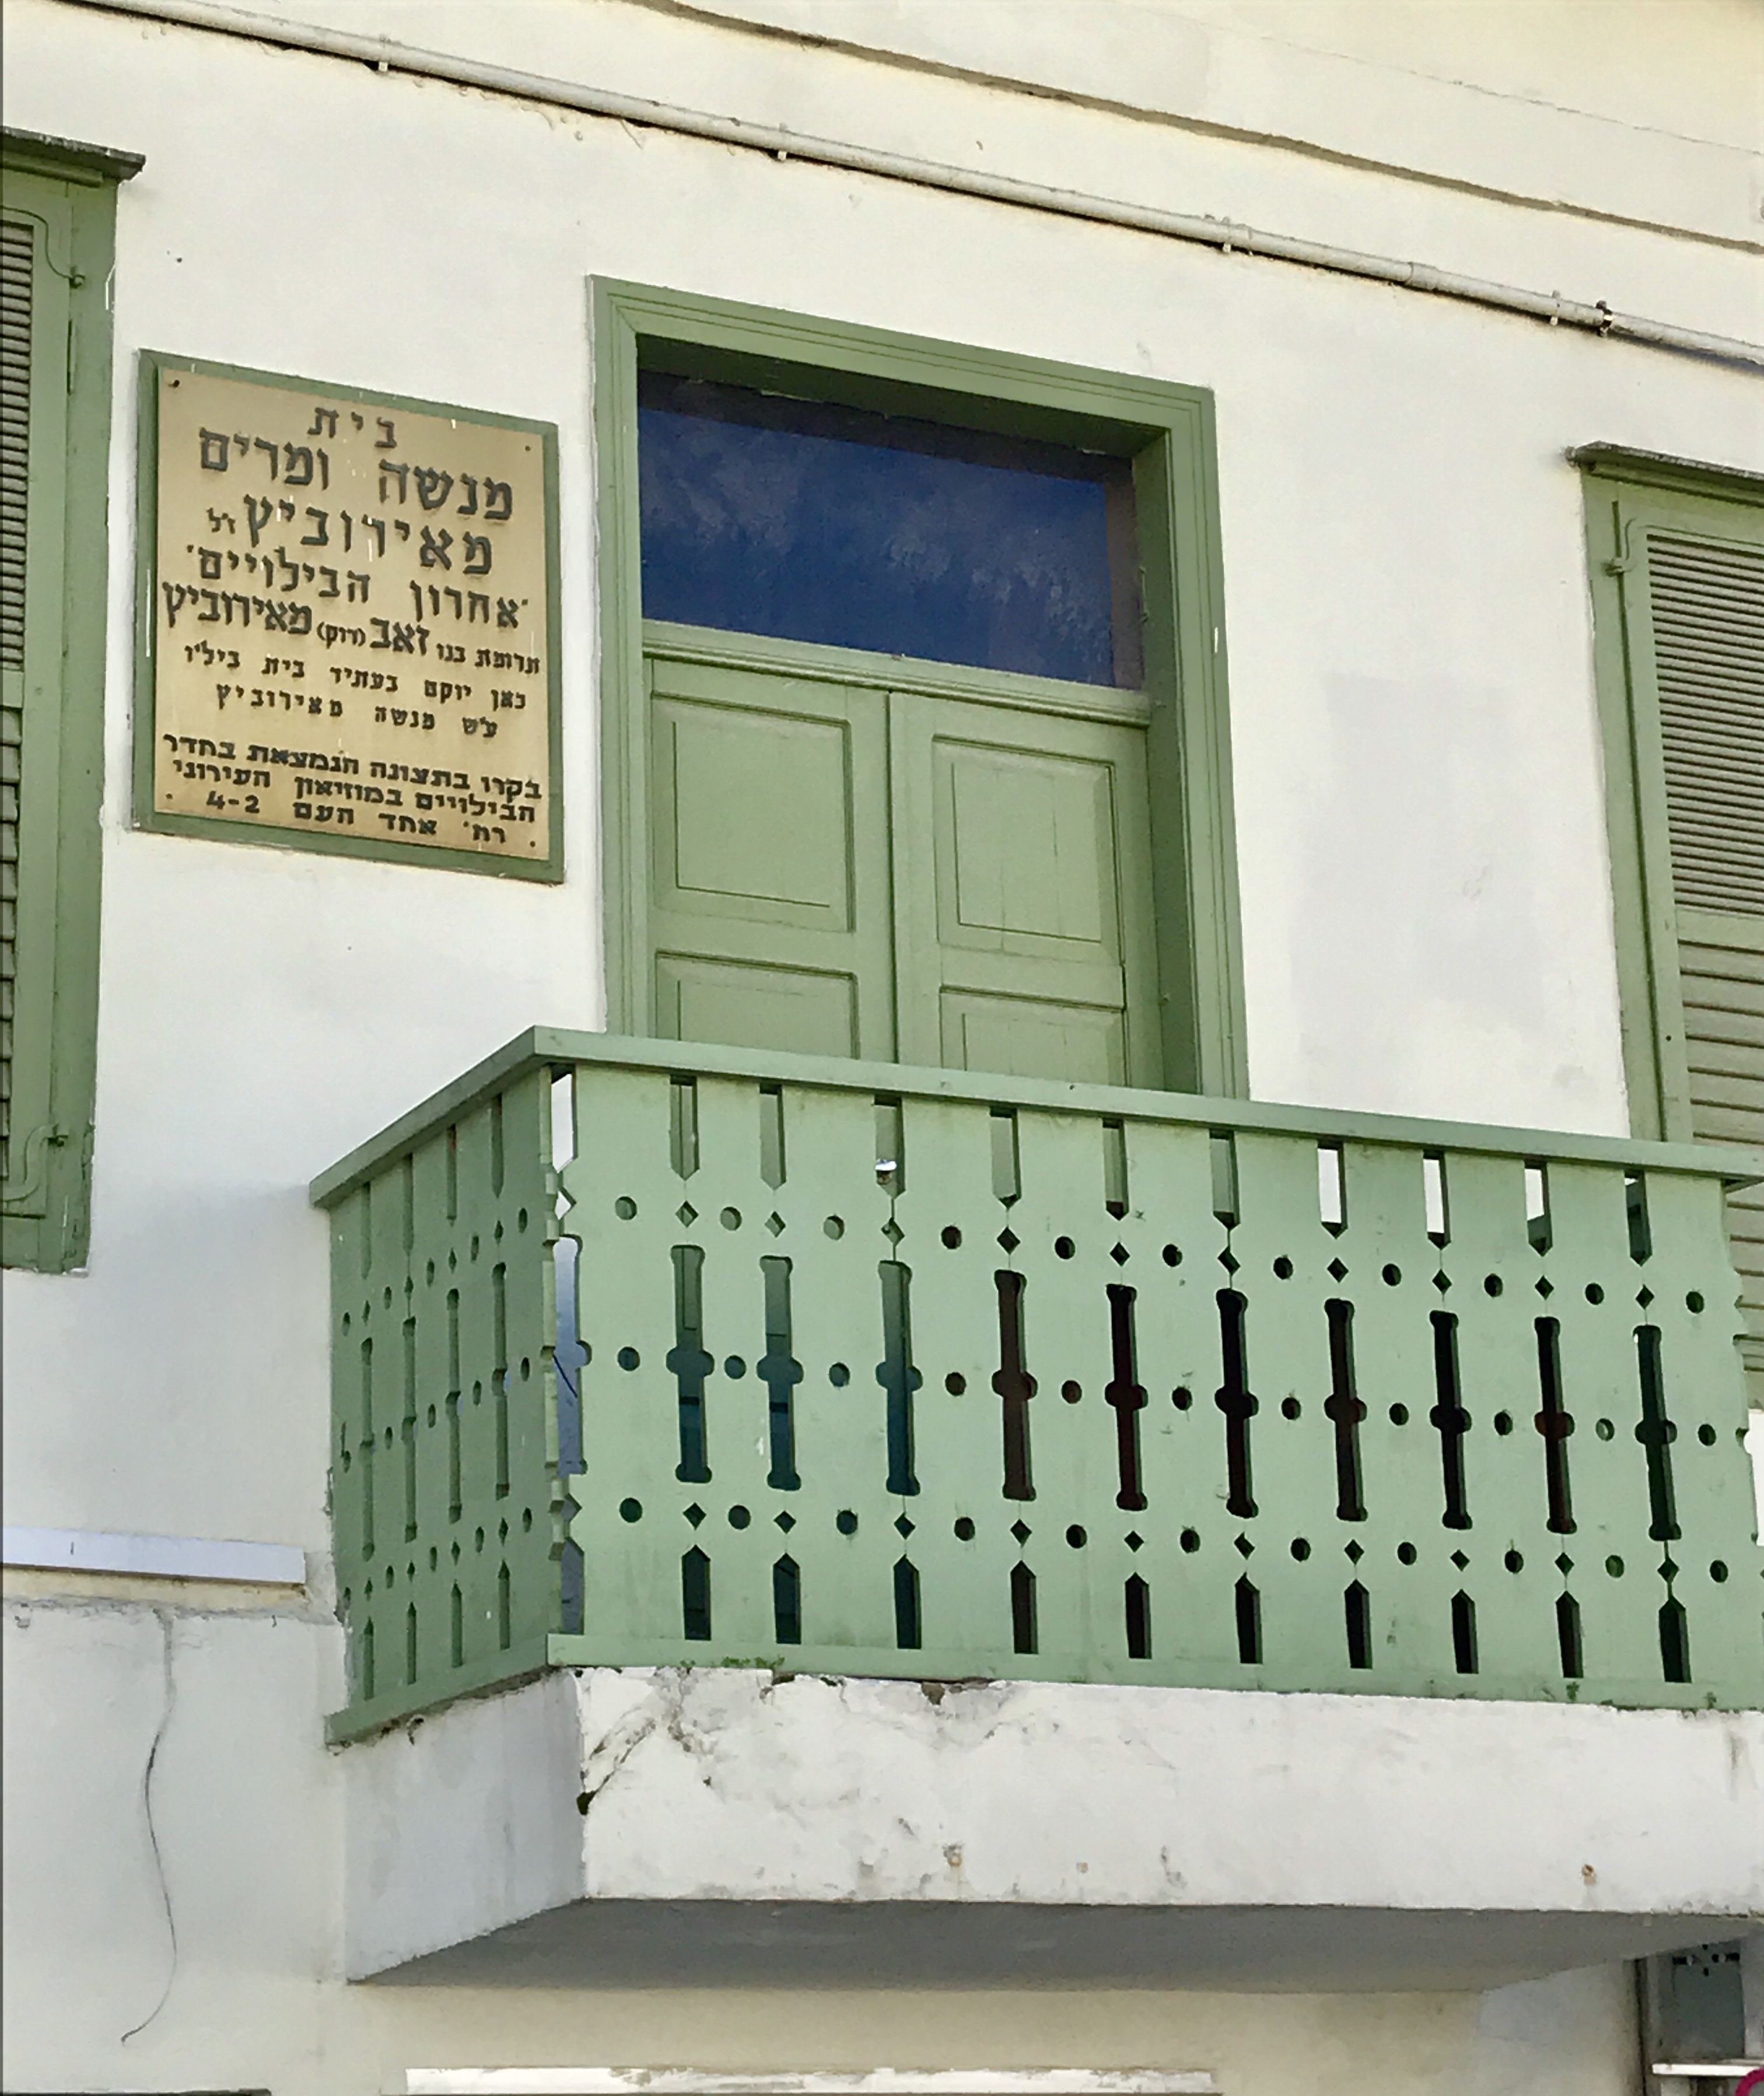 בית
מנשה ומרים
מאירוביץ ז"ל
"אחרון הבילויים"
תרומת בנו זאב (דוק) מאירוביץ
כאן יוקם בעתיד בית ביל"ו
ע"ש מנשה מאירוביץ
בקרו בתצוגה הנמצאת בחדר
הבילויים במוזיאון העירוני
רח' אחד העם 4-2